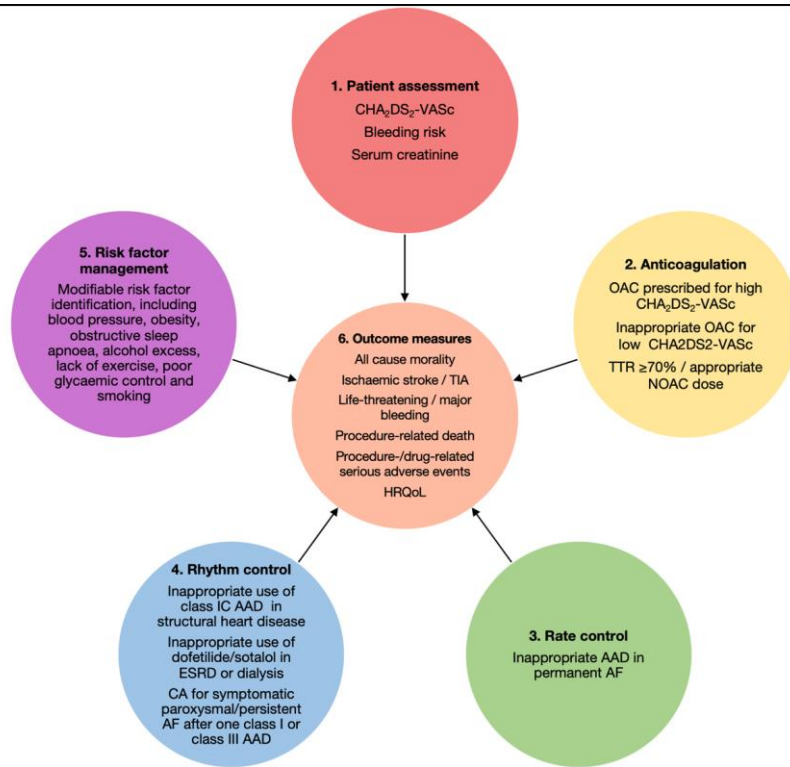 1. Patient assessment
CHA₂DS₂-VASc
Bleeding risk
Serum creatinine
2. Anticoagulation
OAC prescribed for high
CHA₂DS₂-VASc
Inappropriate OAC for
low CHA2DS2-VASc
TTR ≥70% / appropriate
NOAC dose
3. Rate control
Inappropriate AAD in
permanent AF
4. Rhythm control
Inappropriate use of
class IC AAD in
structural heart disease
Inappropriate use of
dofetilide/sotalol in
ESRD or dialysis
CA for symptomatic
paroxysmal/persistent
AF after one class I or
class III AAD
5. Risk factor
management
Modifiable risk factor
identification, including
blood pressure, obesity,
obstructive sleep
apnoea, alcohol excess,
lack of exercise, poor
glycaemic control and
smoking
6. Outcome measures
All cause morality
Ischaemic stroke / TIA
Life-threatening / major
bleeding
Procedure-related death
Procedure-/drug-related
serious adverse events
HRQoL